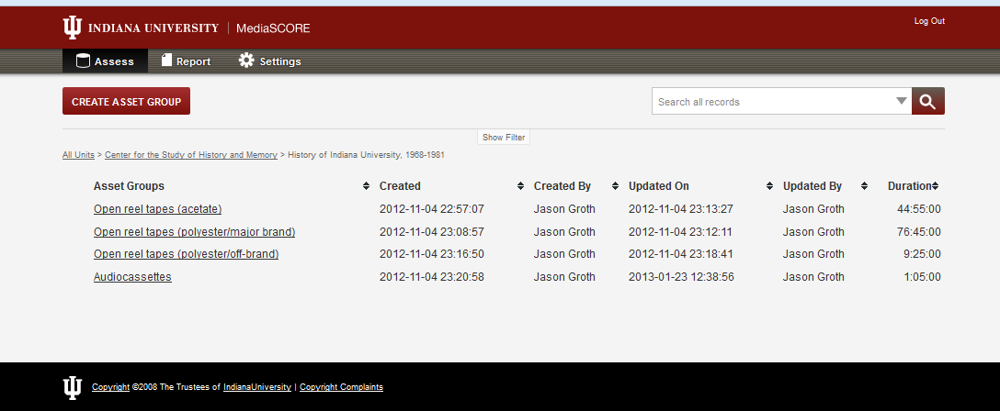 INDIANA UNIVERSITY | MediaSCORE
Log Out
Assess Report Settings
CREATE ASSET GROUP
Search all records
Show Filter
All Units > Center for the Study of History and Memory > History of Indiana University, 1968-1981
Asset Groups Created Created By Updated On Updated By Duration
Open reel tapes (acetate) 2012-11-04 22:57:07 Jason Groth 2012-11-04 23:13:27 Jason Groth 44:55:00
Open reel tapes (polyester/major brand) 2012-11-04 23:08:57 Jason Groth 2012-11-04 23:12:11 Jason Groth 76:45:00
Open reel tapes (polyester/off-brand) 2012-11-04 23:16:50 Jason Groth 2012-11-04 23:18:41 Jason Groth 9:25:00
Audiocassettes 2012-11-04 23:20:58 Jason Groth 2013-01-23 12:38:56 Jason Groth 1:05:00
Copyright ©2008 The Trustees of IndianaUniversity | Copyright Complaints